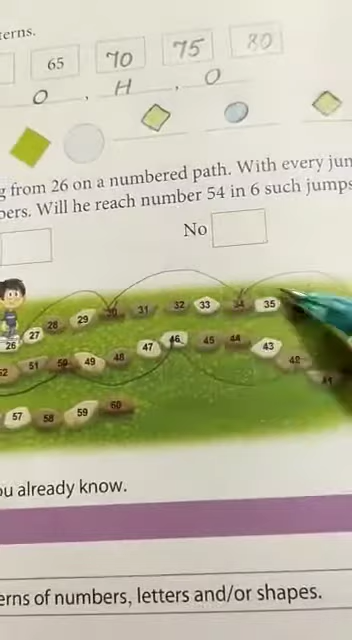 terns.
65 70 75 80
O , H , O
g from 26 on a numbered path. With every jum
bers. Will he reach number 54 in 6 such jumps
No
26 27 28 29 30 31 32 33 34 35
52 51 50 49 48 47 46 45 44 43 42 41
57 58 59 60
ou already know.
erns of numbers, letters and/or shapes.